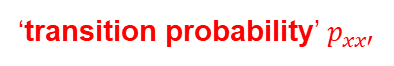 ‘transition probability’ pₓₓ′